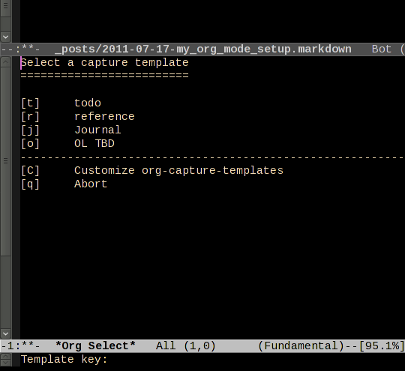 --:**-  _posts/2011-07-17-my_org_mode_setup.markdown   Bot (
Select a capture template
=========================
[t]     todo
[r]     reference
[j]     Journal
[o]     OL TBD
----------------------------------------------------------
[C]     Customize org-capture-templates
[q]     Abort
-1:**-  *Org Select*   All (1,0)      (Fundamental)--[95.1%]
Template key: